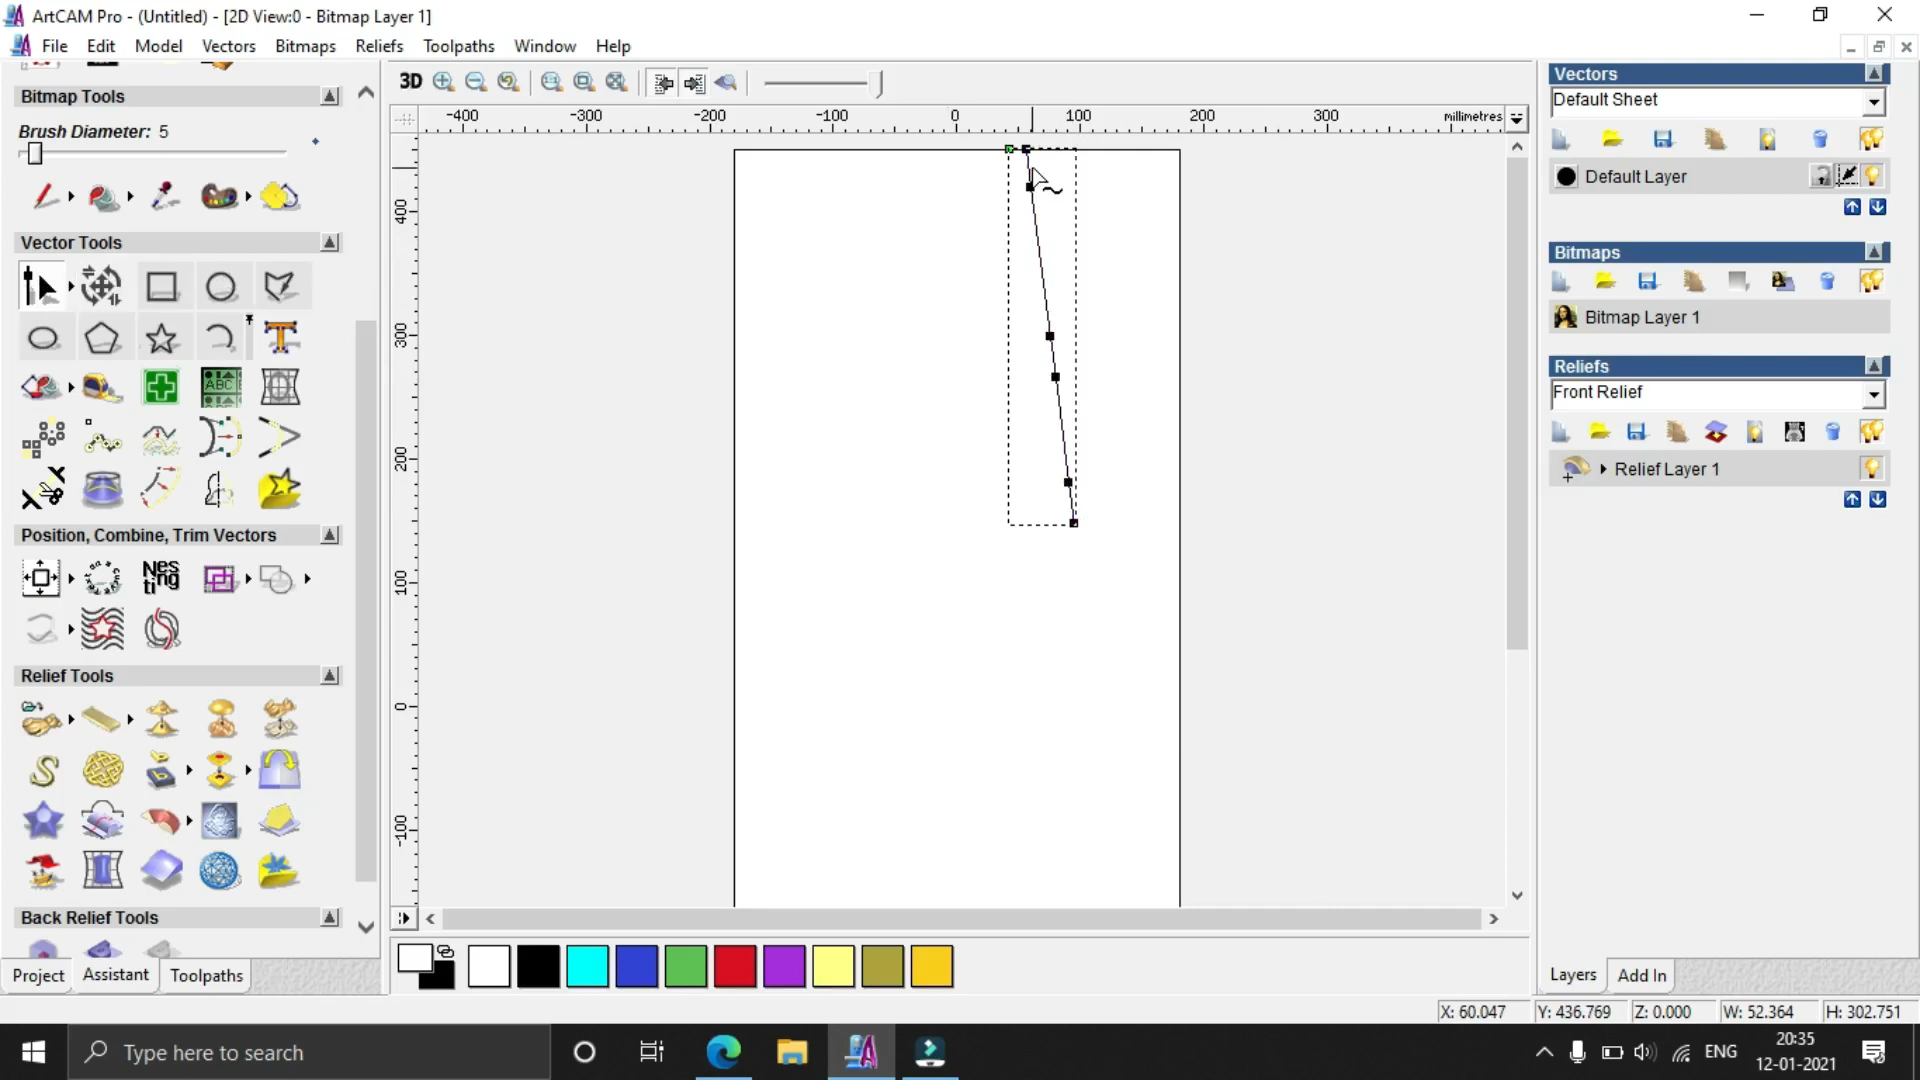 ArtCAM Pro - (Untitled) - [2D View:0 - Bitmap Layer 1]
File Edit Model Vectors Bitmaps Reliefs Toolpaths Window Help
Bitmap Tools
Brush Diameter: 5
Vector Tools
ABC
Position, Combine, Trim Vectors
Nes
ting
Relief Tools
Back Relief Tools
Project Assistant Toolpaths
3D
-400 -300 -200 -100 0 100 200 300 millimetres
400
300
200
100
0
-100
Vectors
Default Sheet
Default Layer
Bitmaps
Bitmap Layer 1
Reliefs
Front Relief
Relief Layer 1
Layers Add In
X: 60.047 Y: 436.769 Z: 0.000 W: 52.364 H: 302.751
Type here to search
ENG
20:35
12-01-2021